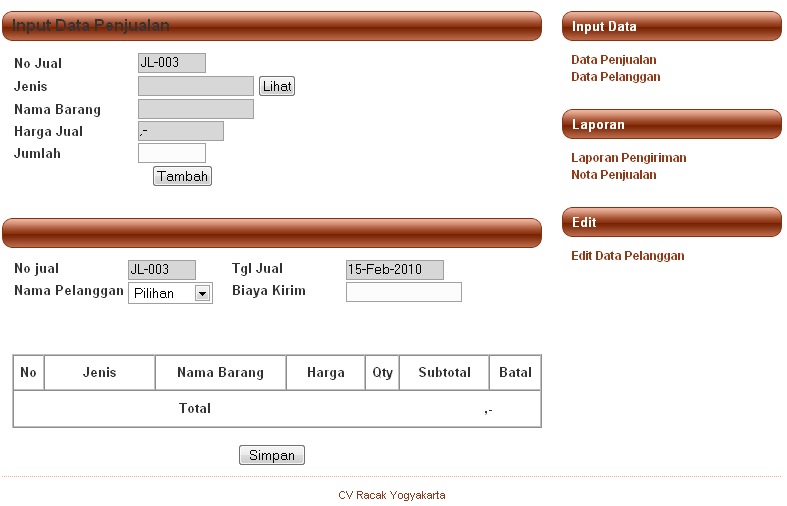 Input Data Penjualan
No Jual JL-003
Jenis Lihat
Nama Barang
Harga Jual ,-
Jumlah
Tambah
No jual JL-003 Tgl Jual 15-Feb-2010
Nama Pelanggan Pilihan Biaya Kirim
No Jenis Nama Barang Harga Qty Subtotal Batal
Total ,-
Simpan
Input Data
Data Penjualan
Data Pelanggan
Laporan
Laporan Pengiriman
Nota Penjualan
Edit
Edit Data Pelanggan
CV Racak Yogyakarta